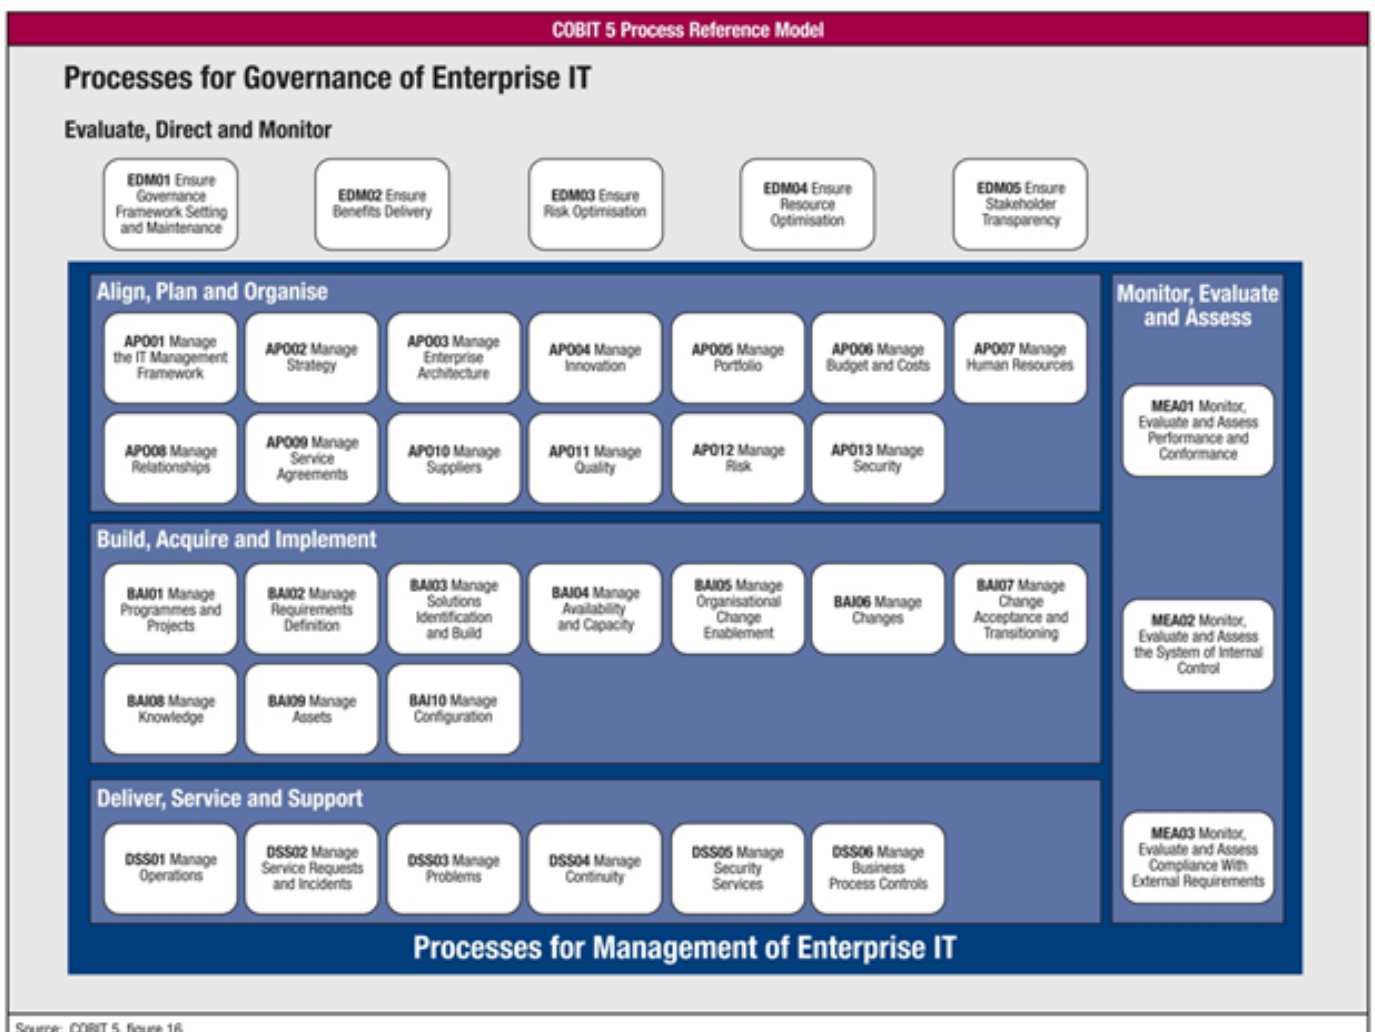 COBIT 5 Process Reference Model
Processes for Governance of Enterprise IT
Evaluate, Direct and Monitor
EDM01 Ensure
Governance
Framework Setting
and Maintenance
EDM02 Ensure
Benefits Delivery
EDM03 Ensure
Risk Optimisation
EDM04 Ensure
Resource
Optimisation
EDM05 Ensure
Stakeholder
Transparency
Align, Plan and Organise
APO01 Manage
the IT Management
Framework
APO02 Manage
Strategy
APO03 Manage
Enterprise
Architecture
APO04 Manage
Innovation
APO05 Manage
Portfolio
APO06 Manage
Budget and Costs
APO07 Manage
Human Resources
APO08 Manage
Relationships
APO09 Manage
Service
Agreements
APO10 Manage
Suppliers
APO11 Manage
Quality
APO12 Manage
Risk
APO13 Manage
Security
Build, Acquire and Implement
BAI01 Manage
Programmes and
Projects
BAI02 Manage
Requirements
Definition
BAI03 Manage
Solutions
Identification
and Build
BAI04 Manage
Availability
and Capacity
BAI05 Manage
Organisational
Change
Enablement
BAI06 Manage
Changes
BAI07 Manage
Change
Acceptance and
Transitioning
BAI08 Manage
Knowledge
BAI09 Manage
Assets
BAI10 Manage
Configuration
Deliver, Service and Support
DSS01 Manage
Operations
DSS02 Manage
Service Requests
and Incidents
DSS03 Manage
Problems
DSS04 Manage
Continuity
DSS05 Manage
Security
Services
DSS06 Manage
Business
Process Controls
Monitor, Evaluate
and Assess
MEA01 Monitor,
Evaluate and Assess
Performance and
Conformance
MEA02 Monitor,
Evaluate and Assess
the System of Internal
Control
MEA03 Monitor,
Evaluate and Assess
Compliance With
External Requirements
Processes for Management of Enterprise IT
Source: COBIT 5, figure 16